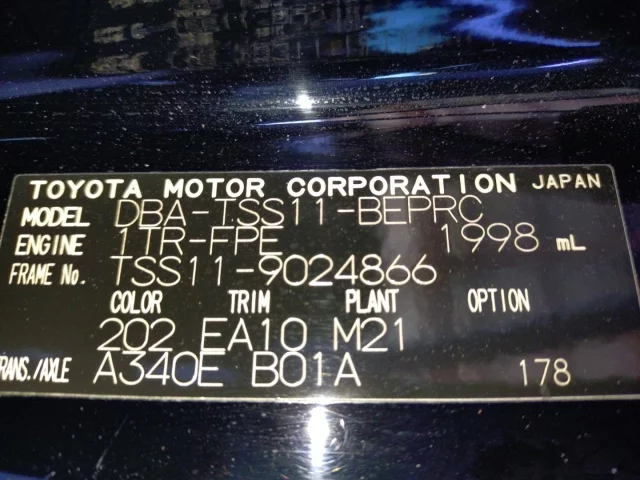 TOYOTA MOTOR CORPORATION JAPAN
MODEL DBA-TSS11-BEPRC
ENGINE 1TR-FPE 1998 mL
FRAME No. TSS11-9024866
COLOR TRIM PLANT OPTION
202 EA10 M21
RANS./AXLE A340E B01A 178